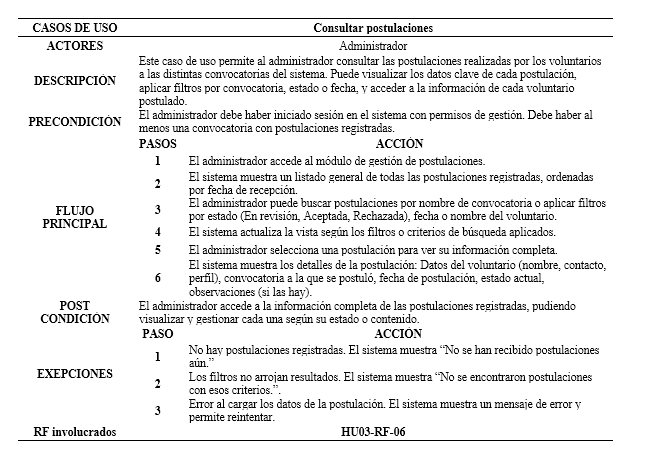 CASOS DE USO Consultar postulaciones
ACTORES Administrador
DESCRIPCIÓN
Este caso de uso permite al administrador consultar las postulaciones realizadas por los voluntarios
a las distintas convocatorias del sistema. Puede visualizar los datos clave de cada postulación,
aplicar filtros por convocatoria, estado o fecha, y acceder a la información de cada voluntario
postulado.
PRECONDICIÓN
El administrador debe haber iniciado sesión en el sistema con permisos de gestión. Debe haber al
menos una convocatoria con postulaciones registradas.
FLUJO
PRINCIPAL
PASOS ACCIÓN
1 El administrador accede al módulo de gestión de postulaciones.
2 El sistema muestra un listado general de todas las postulaciones registradas, ordenadas
por fecha de recepción.
3 El administrador puede buscar postulaciones por nombre de convocatoria o aplicar filtros
por estado (En revisión, Aceptada, Rechazada), fecha o nombre del voluntario.
4 El sistema actualiza la vista según los filtros o criterios de búsqueda aplicados.
5 El administrador selecciona una postulación para ver su información completa.
6 El sistema muestra los detalles de la postulación: Datos del voluntario (nombre, contacto,
perfil), convocatoria a la que se postuló, fecha de postulación, estado actual,
observaciones (si las hay).
POST
CONDICIÓN
El administrador accede a la información completa de las postulaciones registradas, pudiendo
visualizar y gestionar cada una según su estado o contenido.
EXEPCIONES
PASO ACCIÓN
1 No hay postulaciones registradas. El sistema muestra “No se han recibido postulaciones
aún.”
2 Los filtros no arrojan resultados. El sistema muestra “No se encontraron postulaciones
con esos criterios.”.
3 Error al cargar los datos de la postulación. El sistema muestra un mensaje de error y
permite reintentar.
RF involucrados HU03-RF-06